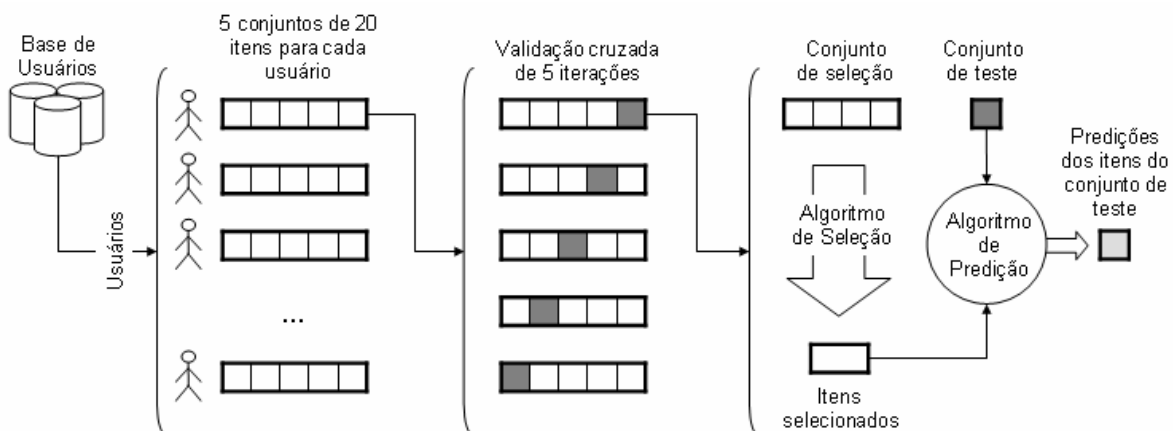 Base de
Usuários
5 conjuntos de 20
itens para cada
usuário
Validação cruzada
de 5 iterações
Conjunto
de seleção
Conjunto
de teste
Usuários
...
Algoritmo
de Seleção
Itens
selecionados
Algoritmo
de
Predição
Predições
dos itens do
conjunto de
teste